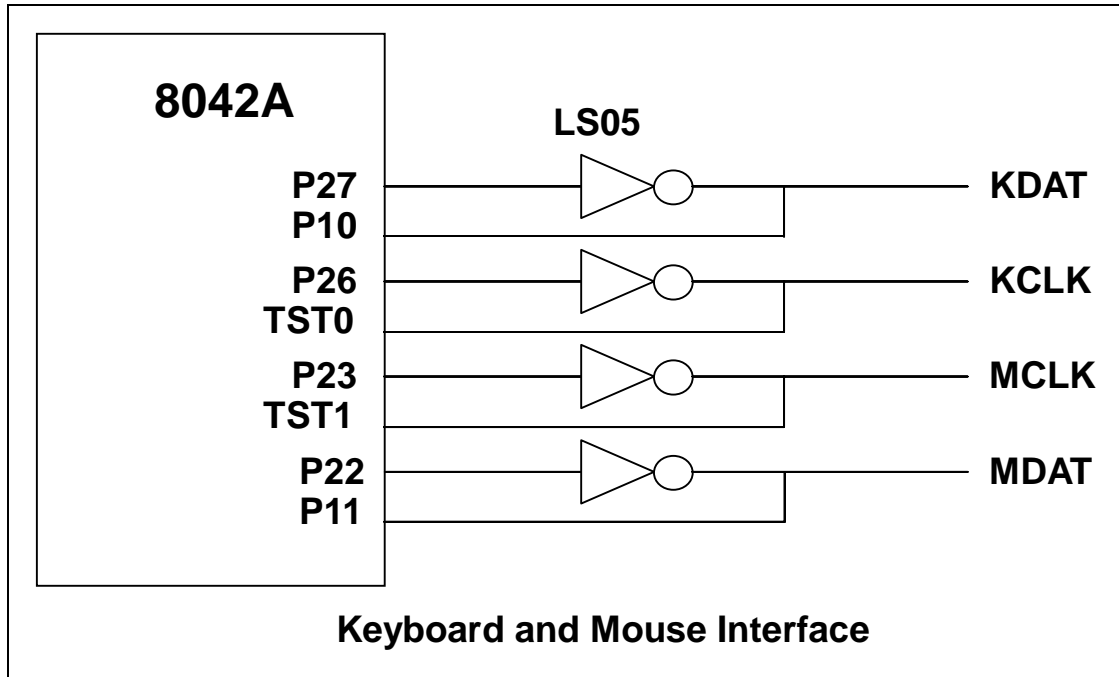 8042A
LS05
P27
KDAT
P10
P26
KCLK
TST0
P23
MCLK
TST1
P22
MDAT
P11
Keyboard and Mouse Interface